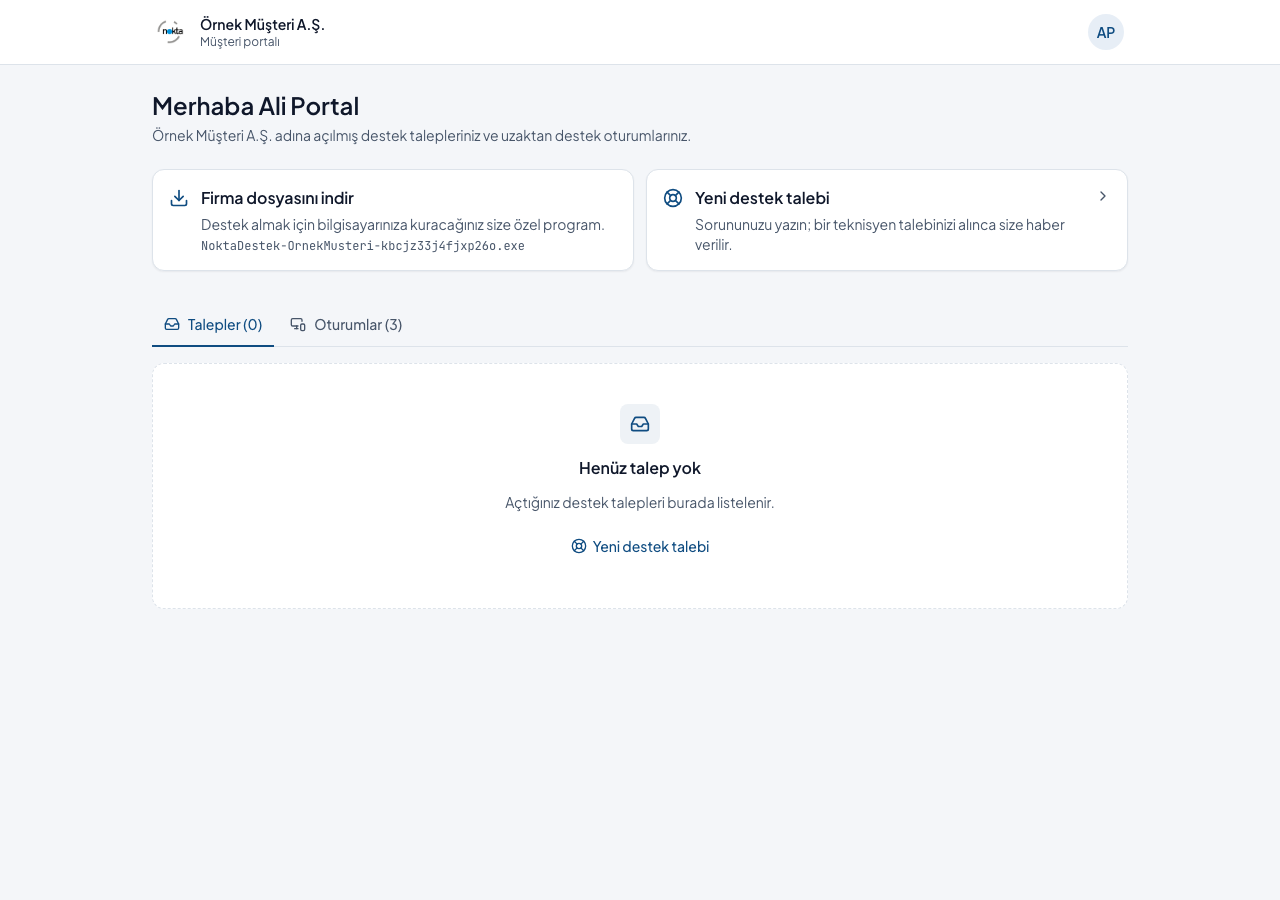 nokta
Örnek Müşteri A.Ş.
Müşteri portalı
AP
Merhaba Ali Portal
Örnek Müşteri A.Ş. adına açılmış destek talepleriniz ve uzaktan destek oturumlarınız.
Firma dosyasını indir
Destek almak için bilgisayarınıza kuracağınız size özel program.
NoktaDestek-OrnekMusteri-kbcjz33j4fjxp26o.exe
Yeni destek talebi
Sorununuzu yazın; bir teknisyen talebinizi alınca size haber
verilir.
Talepler (0)
Oturumlar (3)
Henüz talep yok
Açtığınız destek talepleri burada listelenir.
Yeni destek talebi